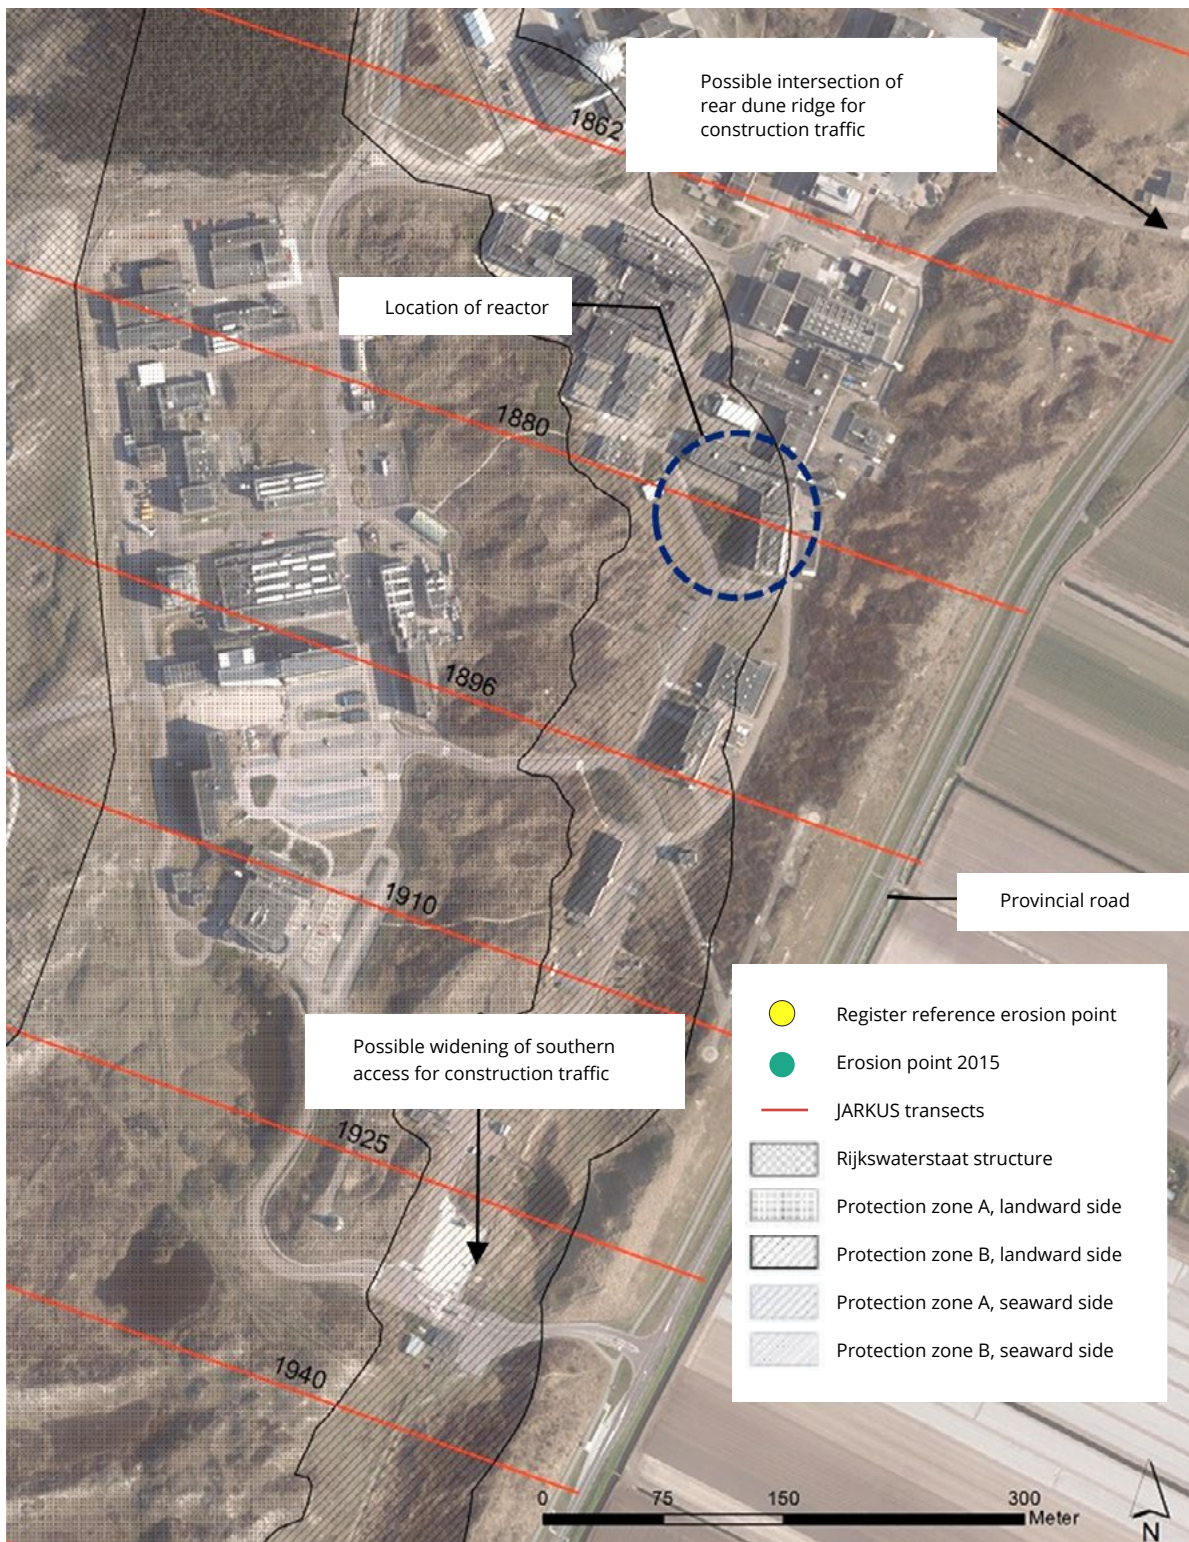 Possible intersection of
rear dune ridge for
construction traffic
1862
Location of reactor
1880
1896
1910
Provincial road
Register reference erosion point
Possible widening of southern
access for construction traffic
Erosion point 2015
JARKUS transects
1925
Rijkswaterstaat structure
Protection zone A, landward side
Protection zone B, landward side
Protection zone A, seaward side
Protection zone B, seaward side
1940
0 75 150 300
Meter
N